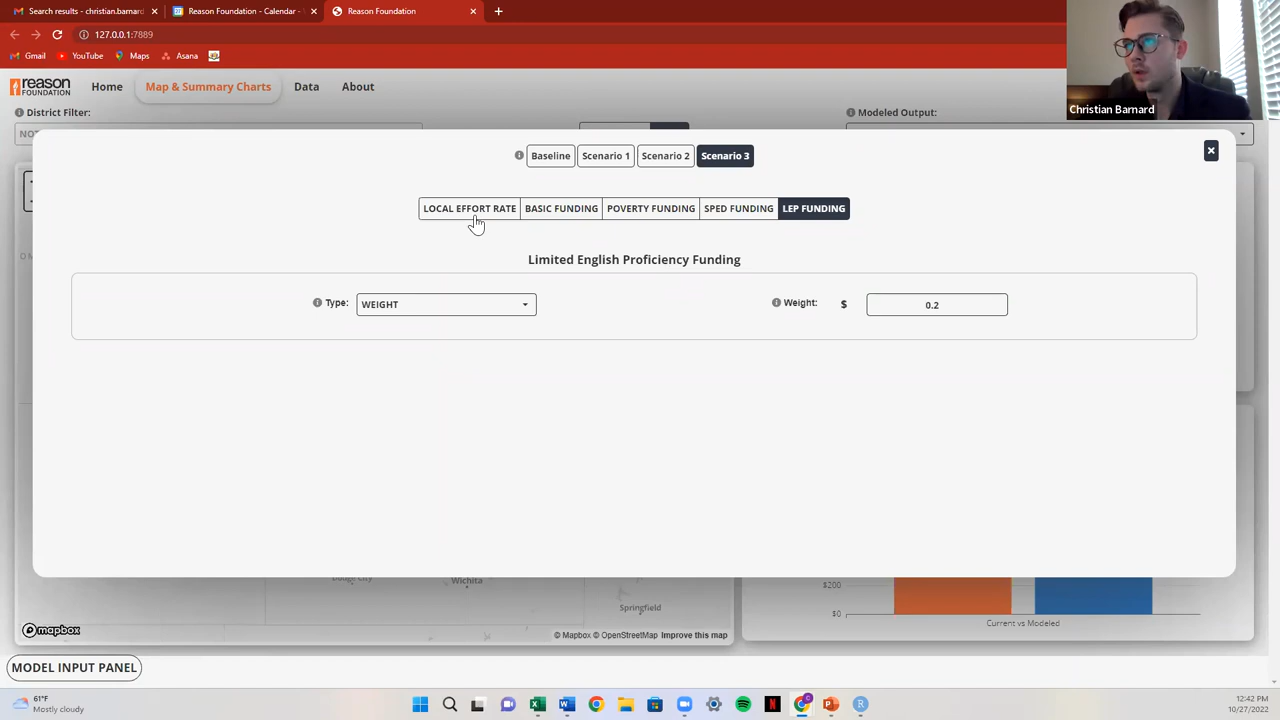 Search results - christian.barnard
Reason Foundation - Calendar -
Reason Foundation
127.0.0.1:7889
Gmail
YouTube
Maps
Asana
Christian Barnard
Reason
FOUNDATION
Home
Map & Summary Charts
Data
About
District Filter:
Modeled Output:
NOT
Baseline
Scenario 1
Scenario 2
Scenario 3
LOCAL EFFORT RATE
BASIC FUNDING
POVERTY FUNDING
SPED FUNDING
LEP FUNDING
Limited English Proficiency Funding
Type:
WEIGHT
Weight:
$
0.2
Dodge City
Wichita
Springfield
$200
$0
Current vs Modeled
mapbox
© Mapbox © OpenStreetMap Improve this map
MODEL INPUT PANEL
61°F
Mostly cloudy
12:42 PM
10/27/2022